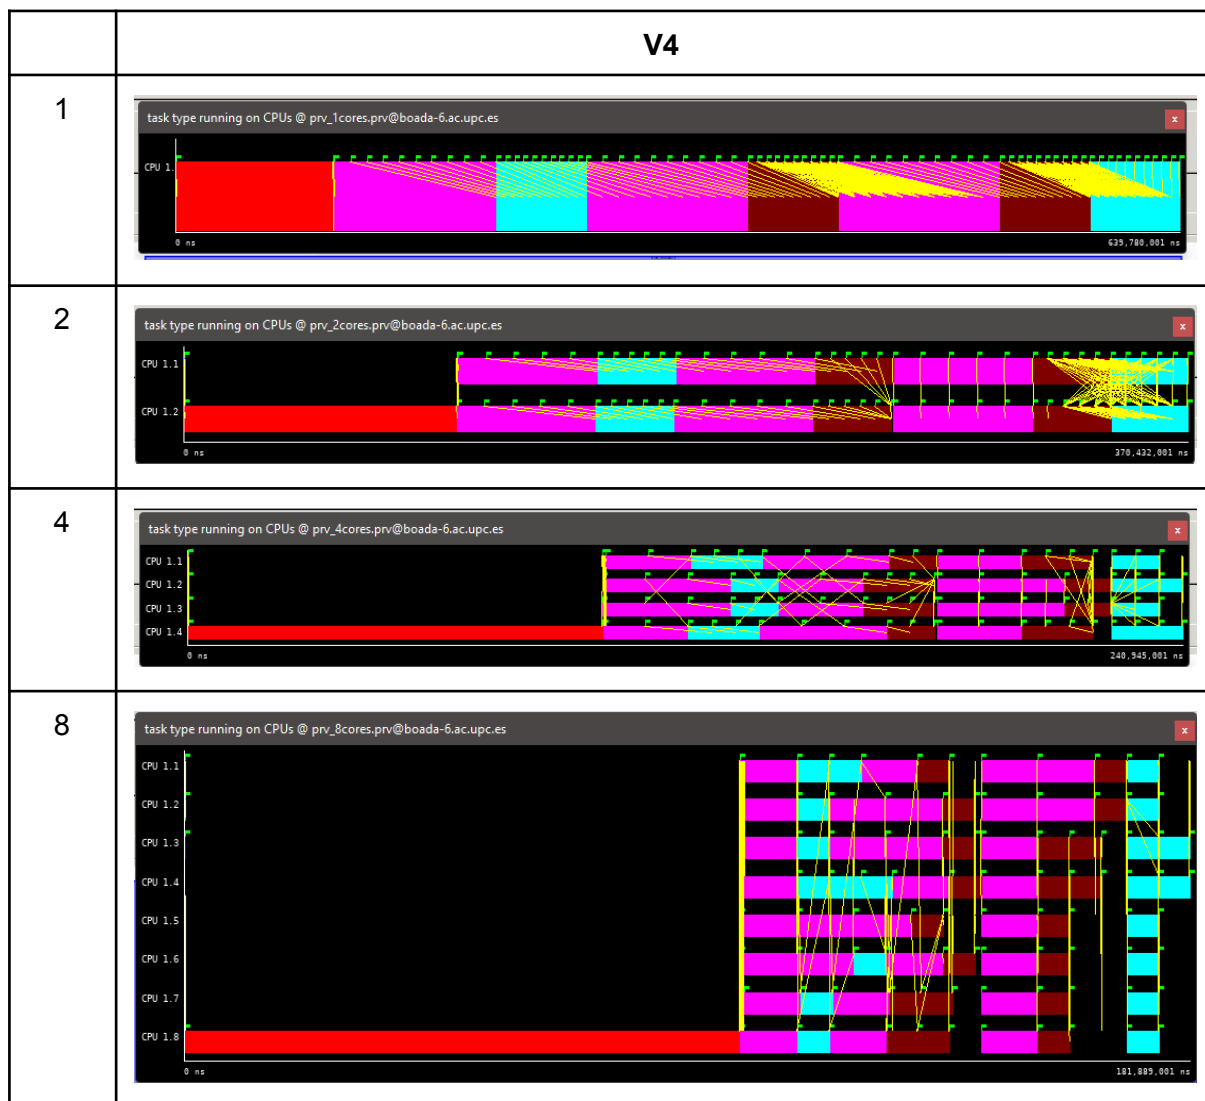 V4
1
task type running on CPUs @ prv_1cores.prv@boada-6.ac.upc.es
x
CPU 1.
0 ns
639,780,001 ns
2
task type running on CPUs @ prv_2cores.prv@boada-6.ac.upc.es
x
CPU 1.1
CPU 1.2
0 ns
370,432,001 ns
4
task type running on CPUs @ prv_4cores.prv@boada-6.ac.upc.es
x
CPU 1.1
CPU 1.2
CPU 1.3
CPU 1.4
0 ns
240,945,001 ns
8
task type running on CPUs @ prv_8cores.prv@boada-6.ac.upc.es
x
CPU 1.1
CPU 1.2
CPU 1.3
CPU 1.4
CPU 1.5
CPU 1.6
CPU 1.7
CPU 1.8
0 ns
181,889,001 ns